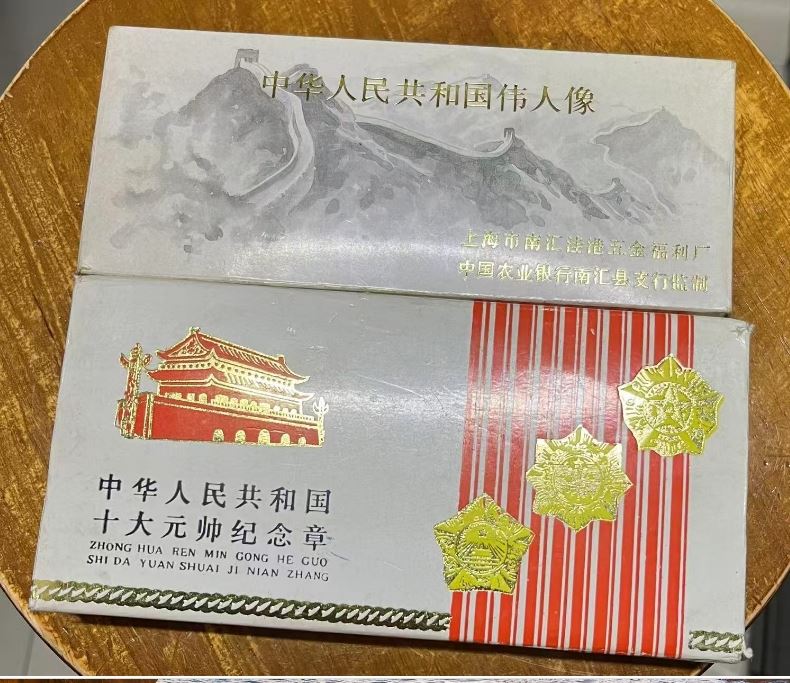 中华人民共和国伟人像
上海市南汇法港五金福利厂
中国农业银行南汇县支行监制
中华人民共和国
十大元帅纪念章
ZHONG HUA REN MIN GONG HE GUO
SHI DA YUAN SHUAI JI NIAN ZHANG